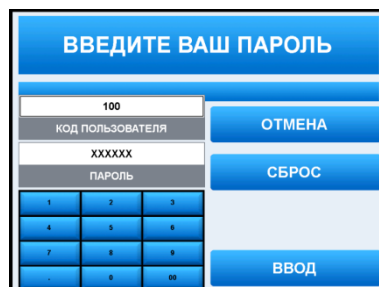 ВВЕДИТЕ ВАШ ПАРОЛЬ
100
КОД ПОЛЬЗОВАТЕЛЯ
ОТМЕНА
XXXXXX
ПАРОЛЬ
СБРОС
1 2 3
4 5 6
7 8 9
. 0 00
ВВОД